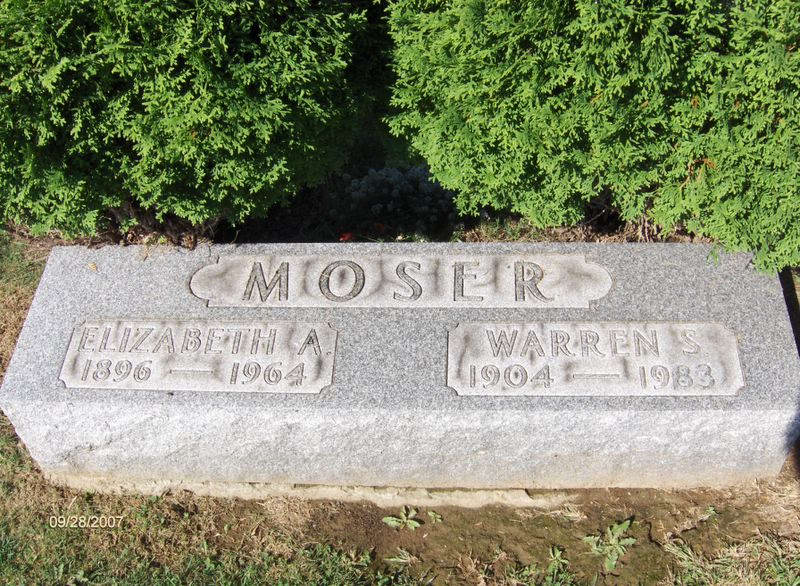 MOSER
ELIZABETH A.
1896 — 1964
WARREN S.
1904 — 1983
09/28/2007